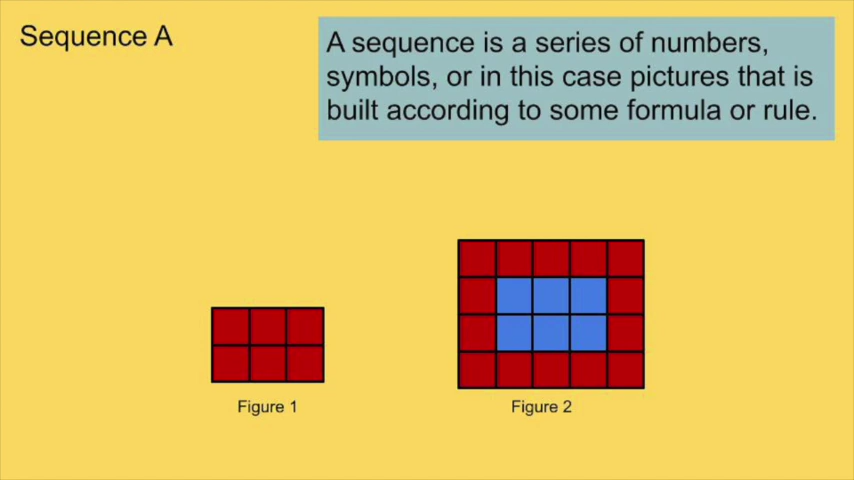 Sequence A
A sequence is a series of numbers,
symbols, or in this case pictures that is
built according to some formula or rule.
Figure 1
Figure 2